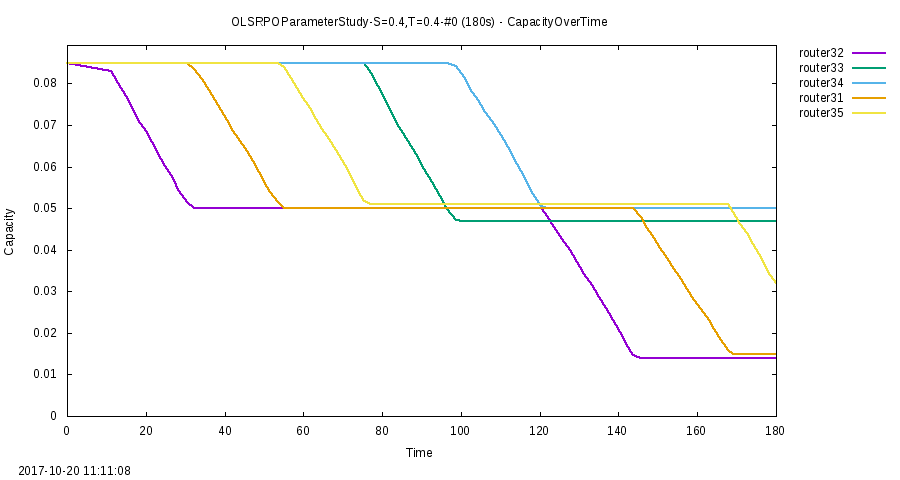 OLSRPOParameterStudy-S=0.4,T=0.4-#0 (180s) - CapacityOverTime
router32
router33
router34
router31
router35
0.08
0.07
0.06
0.05
0.04
0.03
0.02
0.01
0
Capacity
0 20 40 60 80 100 120 140 160 180
Time
2017-10-20 11:11:08